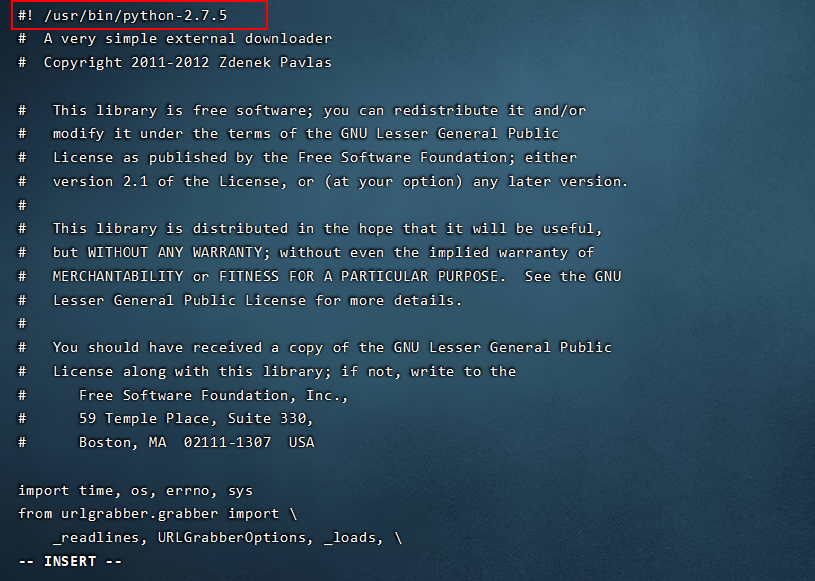 #! /usr/bin/python-2.7.5
#  A very simple external downloader
#  Copyright 2011-2012 Zdenek Pavlas

#   This library is free software; you can redistribute it and/or
#   modify it under the terms of the GNU Lesser General Public
#   License as published by the Free Software Foundation; either
#   version 2.1 of the License, or (at your option) any later version.
#
#   This library is distributed in the hope that it will be useful,
#   but WITHOUT ANY WARRANTY; without even the implied warranty of
#   MERCHANTABILITY or FITNESS FOR A PARTICULAR PURPOSE.  See the GNU
#   Lesser General Public License for more details.
#
#   You should have received a copy of the GNU Lesser General Public
#   License along with this library; if not, write to the
#      Free Software Foundation, Inc.,
#      59 Temple Place, Suite 330,
#      Boston, MA  02111-1307  USA

import time, os, errno, sys
from urlgrabber.grabber import \
    _readlines, URLGrabberOptions, _loads, \
-- INSERT --